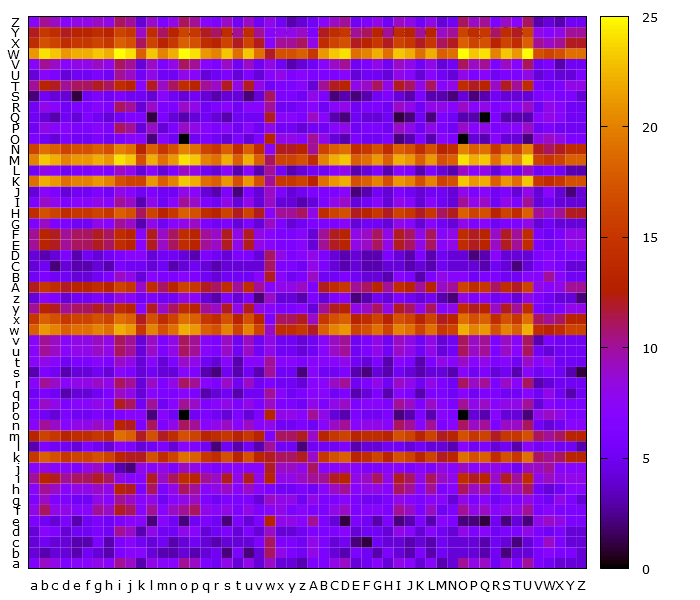 Z
Y
X
W
V
U
T
S
R
Q
P
O
N
M
L
K
J
I
H
G
F
E
D
C
B
A
z
y
x
w
v
u
t
s
r
q
p
o
n
m
l
k
j
i
h
g
f
e
d
c
b
a
a b c d e f g h i j k l m n o p q r s t u v w x y z A B C D E F G H I J K L M N O P Q R S T U V W X Y Z
25
20
15
10
5
0